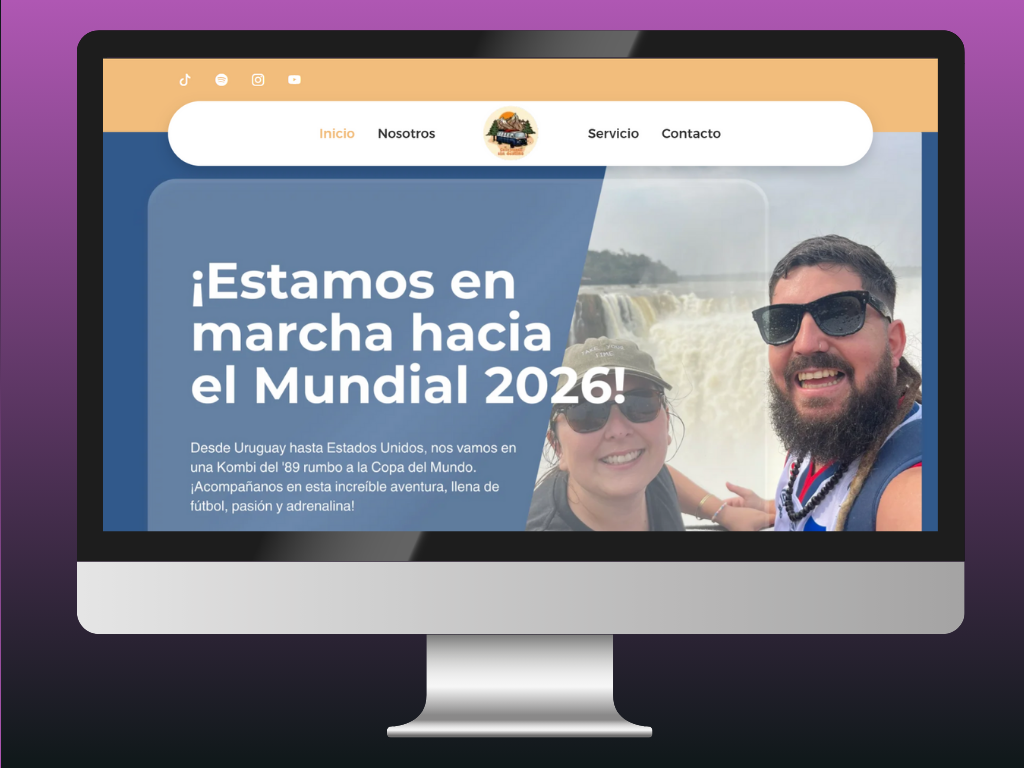 Inicio Nosotros Servicio Contacto
¡Estamos en
marcha hacia
el Mundial 2026!
Desde Uruguay hasta Estados Unidos, nos vamos en
una Kombi del '89 rumbo a la Copa del Mundo.
¡Acompañanos en esta increíble aventura, llena de
fútbol, pasión y adrenalina!